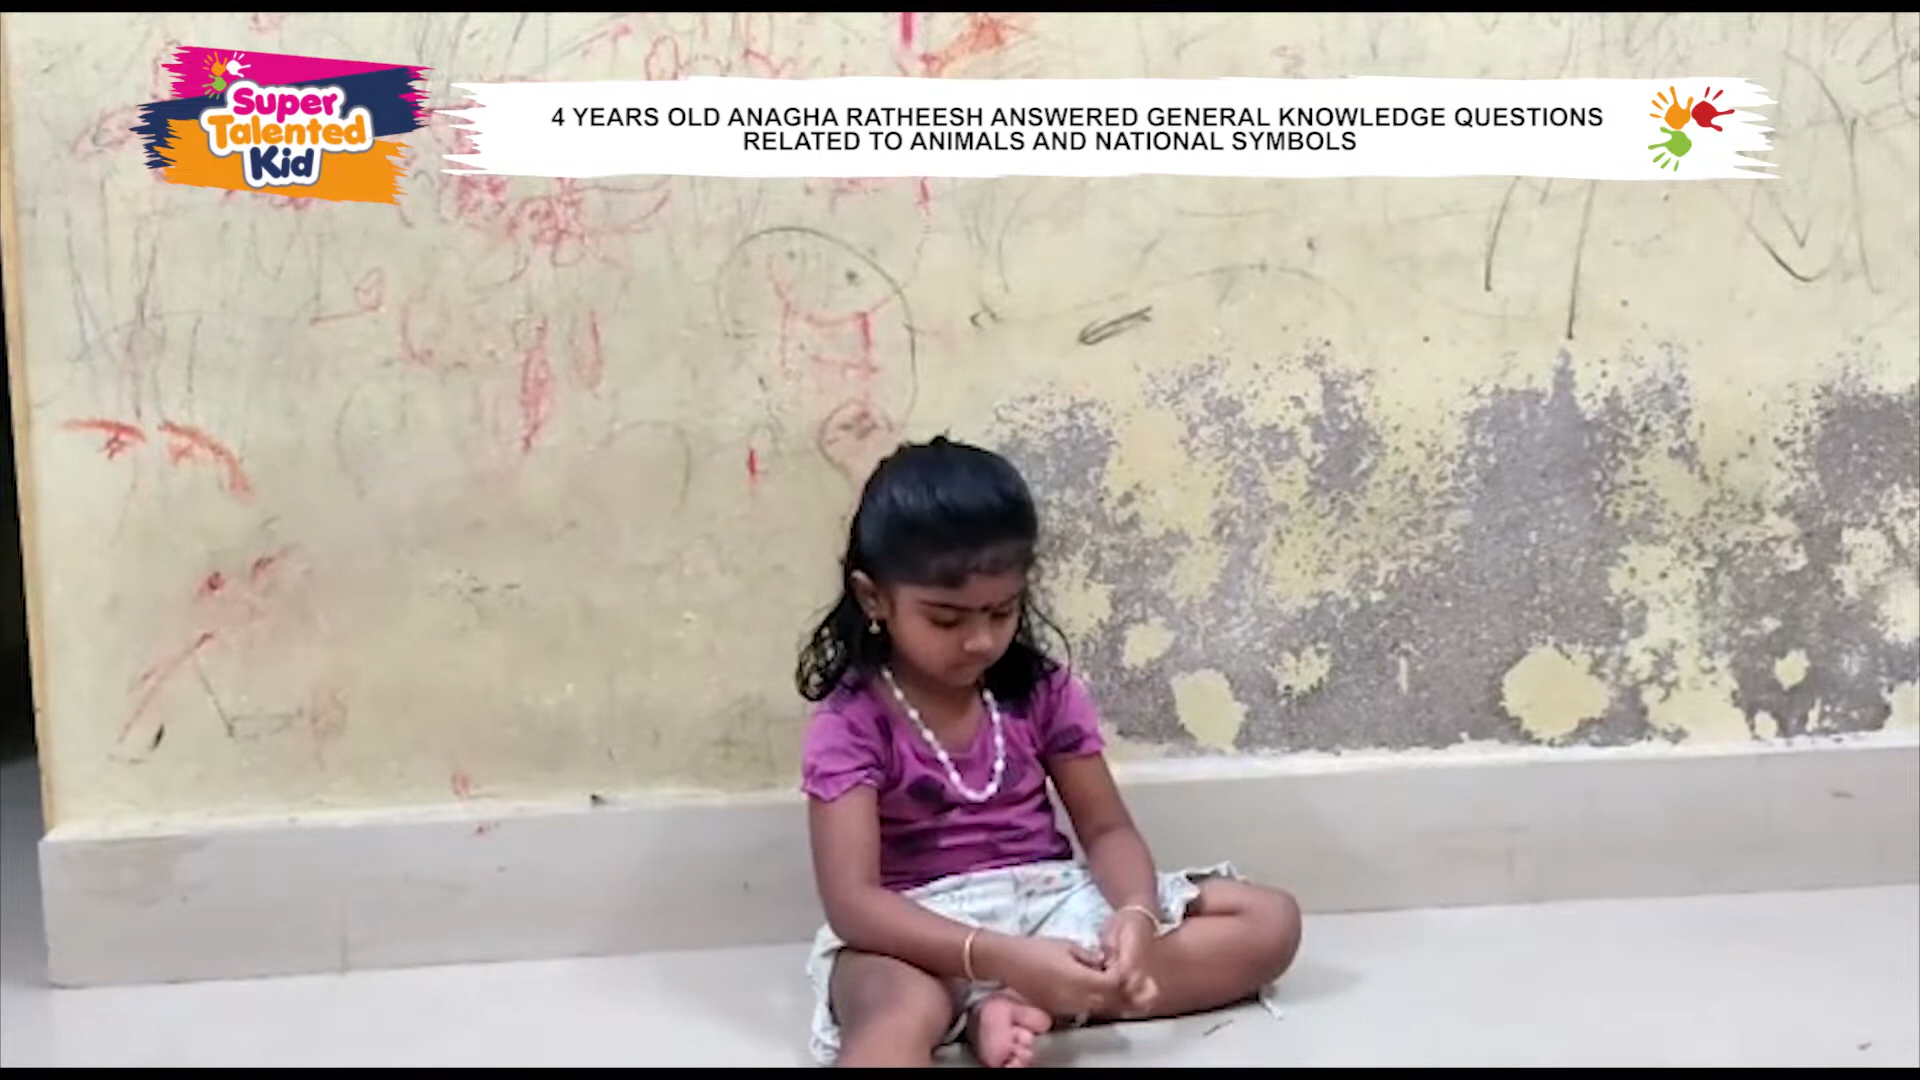 Super
Talented
Kid
4 YEARS OLD ANAGHA RATHEESH ANSWERED GENERAL KNOWLEDGE QUESTIONS
RELATED TO ANIMALS AND NATIONAL SYMBOLS